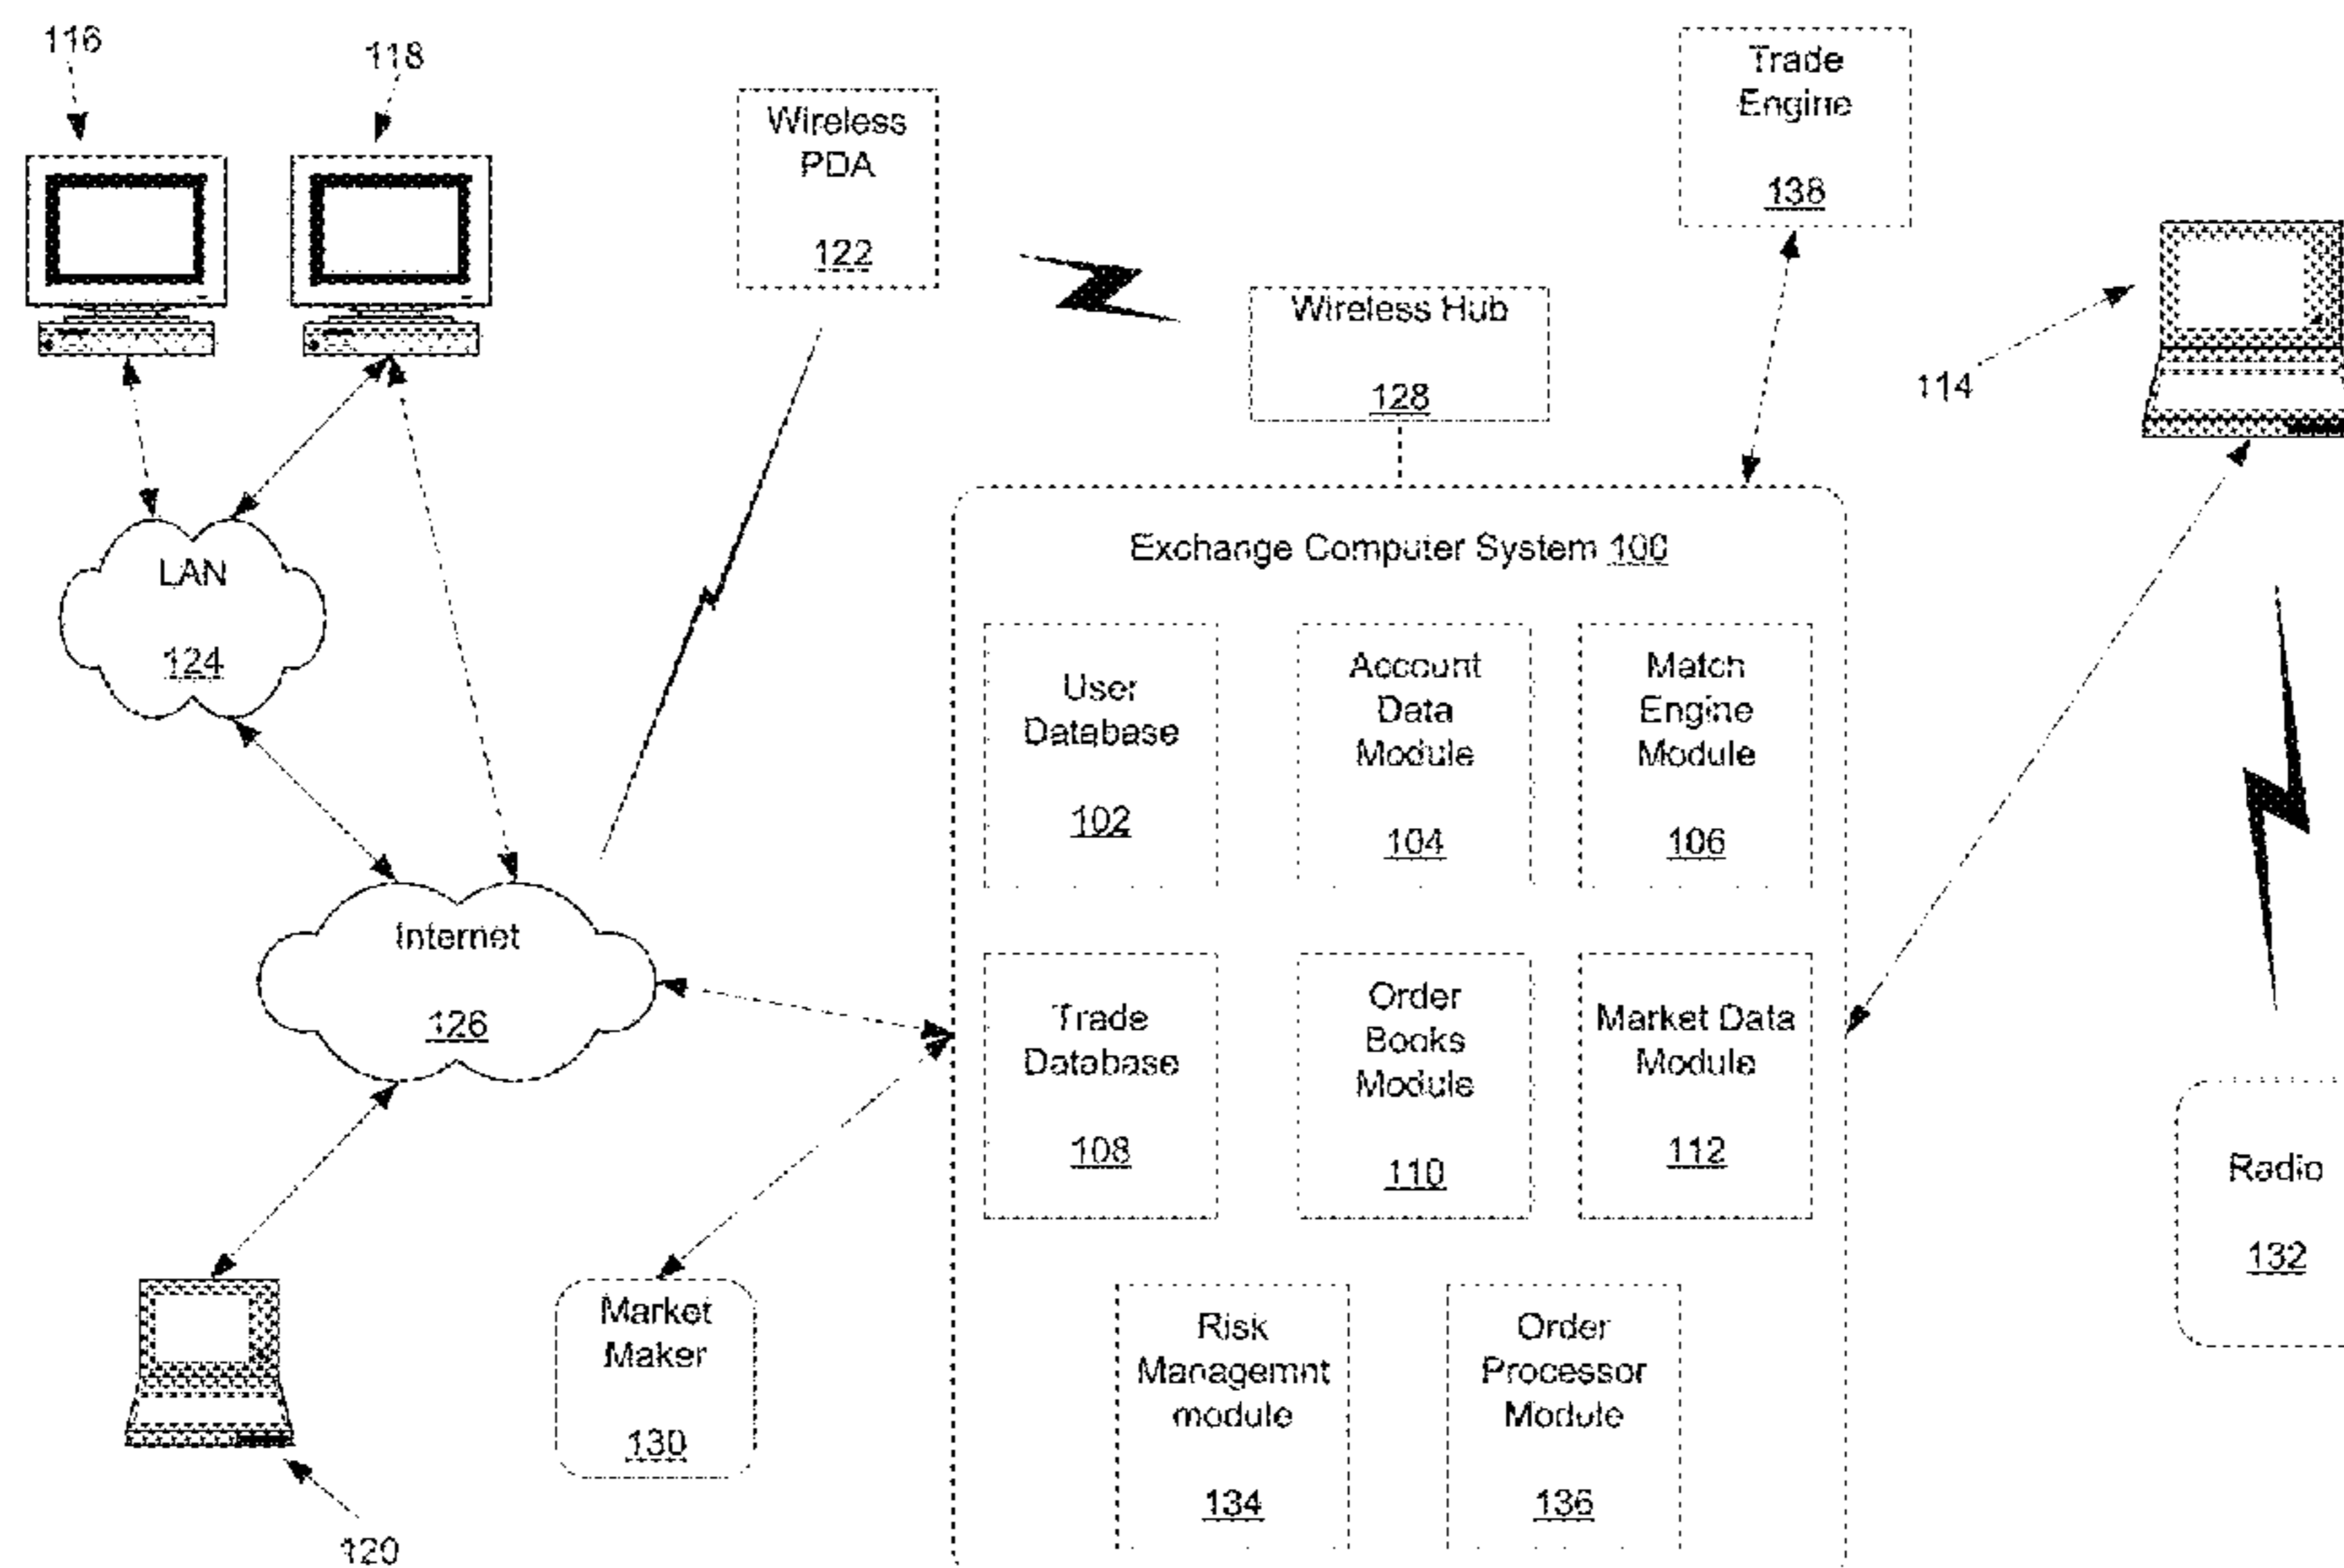 116
118
Wireless
PDA
122
Trade
Engine
138
Wireless Hub
128
114
LAN
124
Exchange Computer System 100
User
Database
102
Account
Data
Module
104
Match
Engine
Module
106
Internet
126
Trade
Database
108
Order
Books
Module
110
Market Data
Module
112
Radio
132
Market
Maker
130
Risk
Managemnt
module
134
Order
Processor
Module
136
120